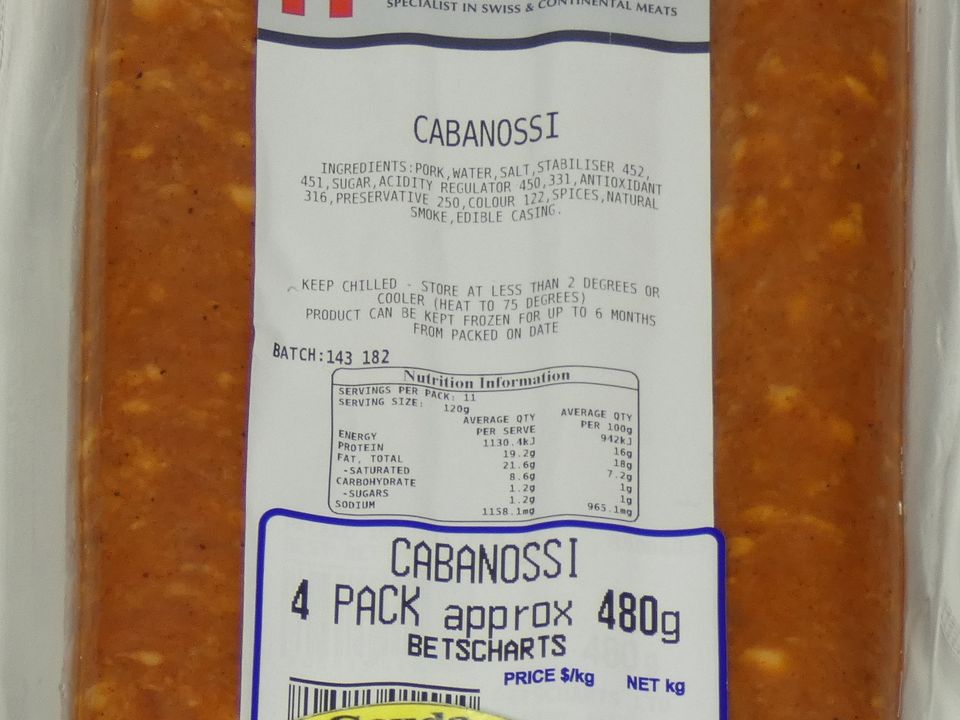 SPECIALIST IN SWISS & CONTINENTAL MEATS
CABANOSSI
INGREDIENTS:PORK,WATER,SALT,STABILISER 452,
451,SUGAR,ACIDITY REGULATOR 450,331,ANTIOXIDANT
316,PRESERVATIVE 250,COLOUR 122,SPICES,NATURAL
SMOKE,EDIBLE CASING.
KEEP CHILLED - STORE AT LESS THAN 2 DEGREES OR
COOLER (HEAT TO 75 DEGREES)
PRODUCT CAN BE KEPT FROZEN FOR UP TO 6 MONTHS
FROM PACKED ON DATE
BATCH:143 182
Nutrition Information
SERVINGS PER PACK: 11
SERVING SIZE: 120g
AVERAGE QTY AVERAGE QTY
PER SERVE PER 100g
ENERGY 1130.4kJ 942kJ
PROTEIN 19.2g 16g
FAT, TOTAL 21.6g 18g
-SATURATED 8.6g 7.2g
CARBOHYDRATE 1.2g 1g
-SUGARS 1.2g 1g
SODIUM 1158.1mg 965.1mg
CABANOSSI
4 PACK approx 480g
BETSCHARTS
PRICE $/kg NET kg